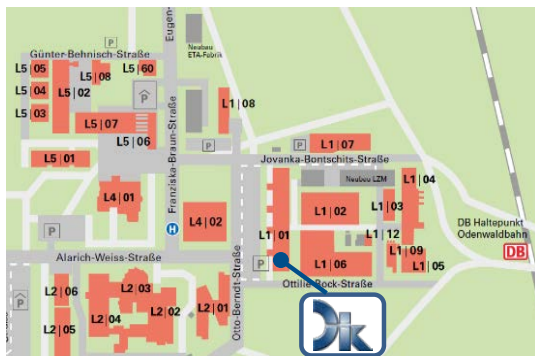 Eugen-
Neubau
ETA-Fabrik
P
Günter-Behnisch-Straße
L5 | 05
L5 | 08
L5 | 60
L5 | 04
L5 | 02
P
L1 | 08
L5 | 03
L5 | 07
L5 | 06
Franziska-Braun-Straße
P
P
L1 | 07
L5 | 01
Jovanka-Bontschits-Straße
L4 | 01
Neubau LZM
L1 | 04
L1 | 03
L4 | 02
L1 | 02
P
H
L1 | 01
L1 | 12
DB Haltepunkt
Odenwaldbahn
DB
Alarich-Weiss-Straße
L1 | 09
P
L1 | 06
L1 | 05
Otto-Berndt-Straße
Ottilie-Bock-Straße
L2 | 06
L2 | 03
P
L2 | 01
L2 | 04
L2 | 02
L2 | 05
Dik